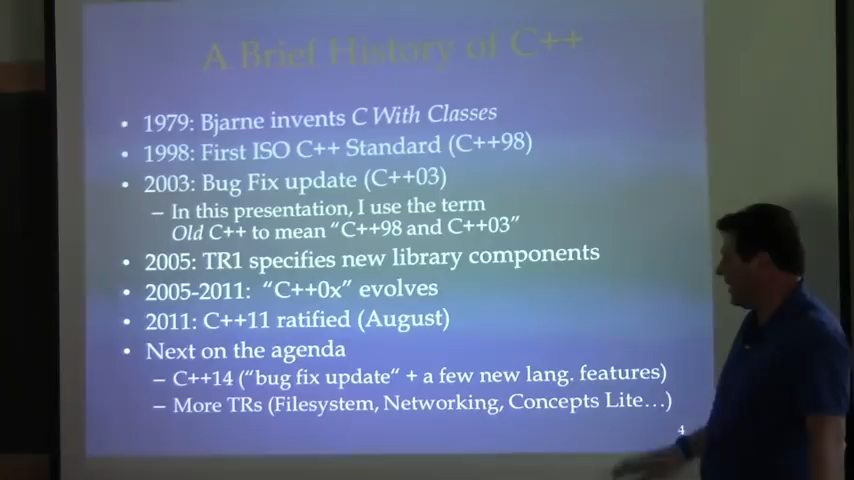 A Brief History of C++
• 1979: Bjarne invents C With Classes
• 1998: First ISO C++ Standard (C++98)
• 2003: Bug Fix update (C++03)
– In this presentation, I use the term
Old C++ to mean "C++98 and C++03"
• 2005: TR1 specifies new library components
• 2005-2011: "C++0x" evolves
• 2011: C++11 ratified (August)
• Next on the agenda
– C++14 ("bug fix update" + a few new lang. features)
– More TRs (Filesystem, Networking, Concepts Lite…)
4